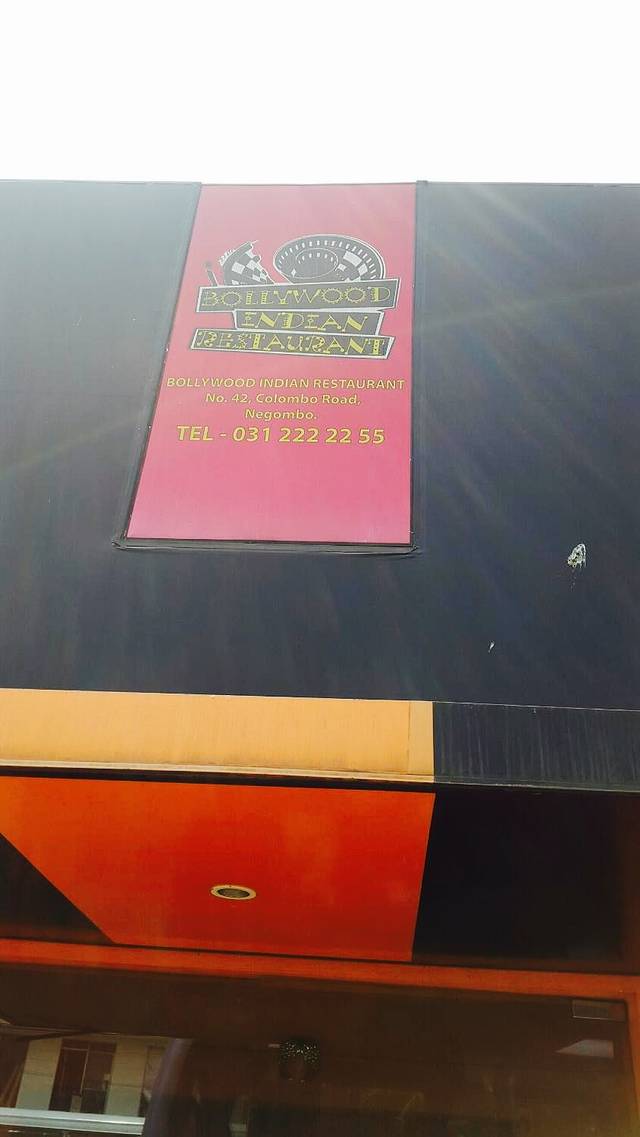 BOLLYWOOD
INDIAN
RESTAURANT
BOLLYWOOD INDIAN RESTAURANT
No. 42, Colombo Road,
Negombo.
TEL - 031 222 22 55